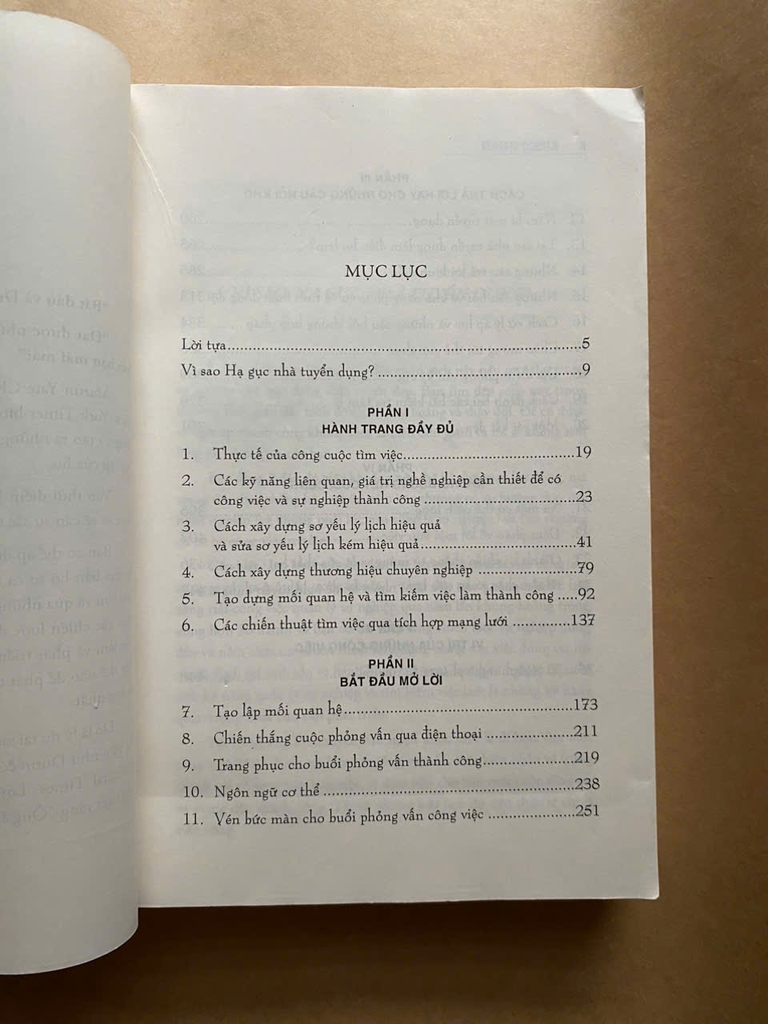 MỤC LỤC
Lời tựa...............................................................5
Vì sao Hạ gục nhà tuyển dụng?...................................9
PHẦN I
HÀNH TRANG ĐẦY ĐỦ
1. Thực tế của công cuộc tìm việc...............................19
2. Các kỹ năng liên quan, giá trị nghề nghiệp cần thiết để có
công việc và sự nghiệp thành công...........................23
3. Cách xây dựng sơ yếu lý lịch hiệu quả
và sửa sơ yếu lý lịch kém hiệu quả...........................41
4. Cách xây dựng thương hiệu chuyên nghiệp.................79
5. Tạo dựng mối quan hệ và tìm kiếm việc làm thành công.....92
6. Các chiến thuật tìm việc qua tích hợp mạng lưới..............137
PHẦN II
BẮT ĐẦU MỞ LỜI
7. Tạo lập mối quan hệ............................................173
8. Chiến thắng cuộc phỏng vấn qua điện thoại....................211
9. Trang phục cho buổi phỏng vấn thành công....................219
10. Ngôn ngữ cơ thể................................................238
11. Vén bức màn cho buổi phỏng vấn công việc....................251